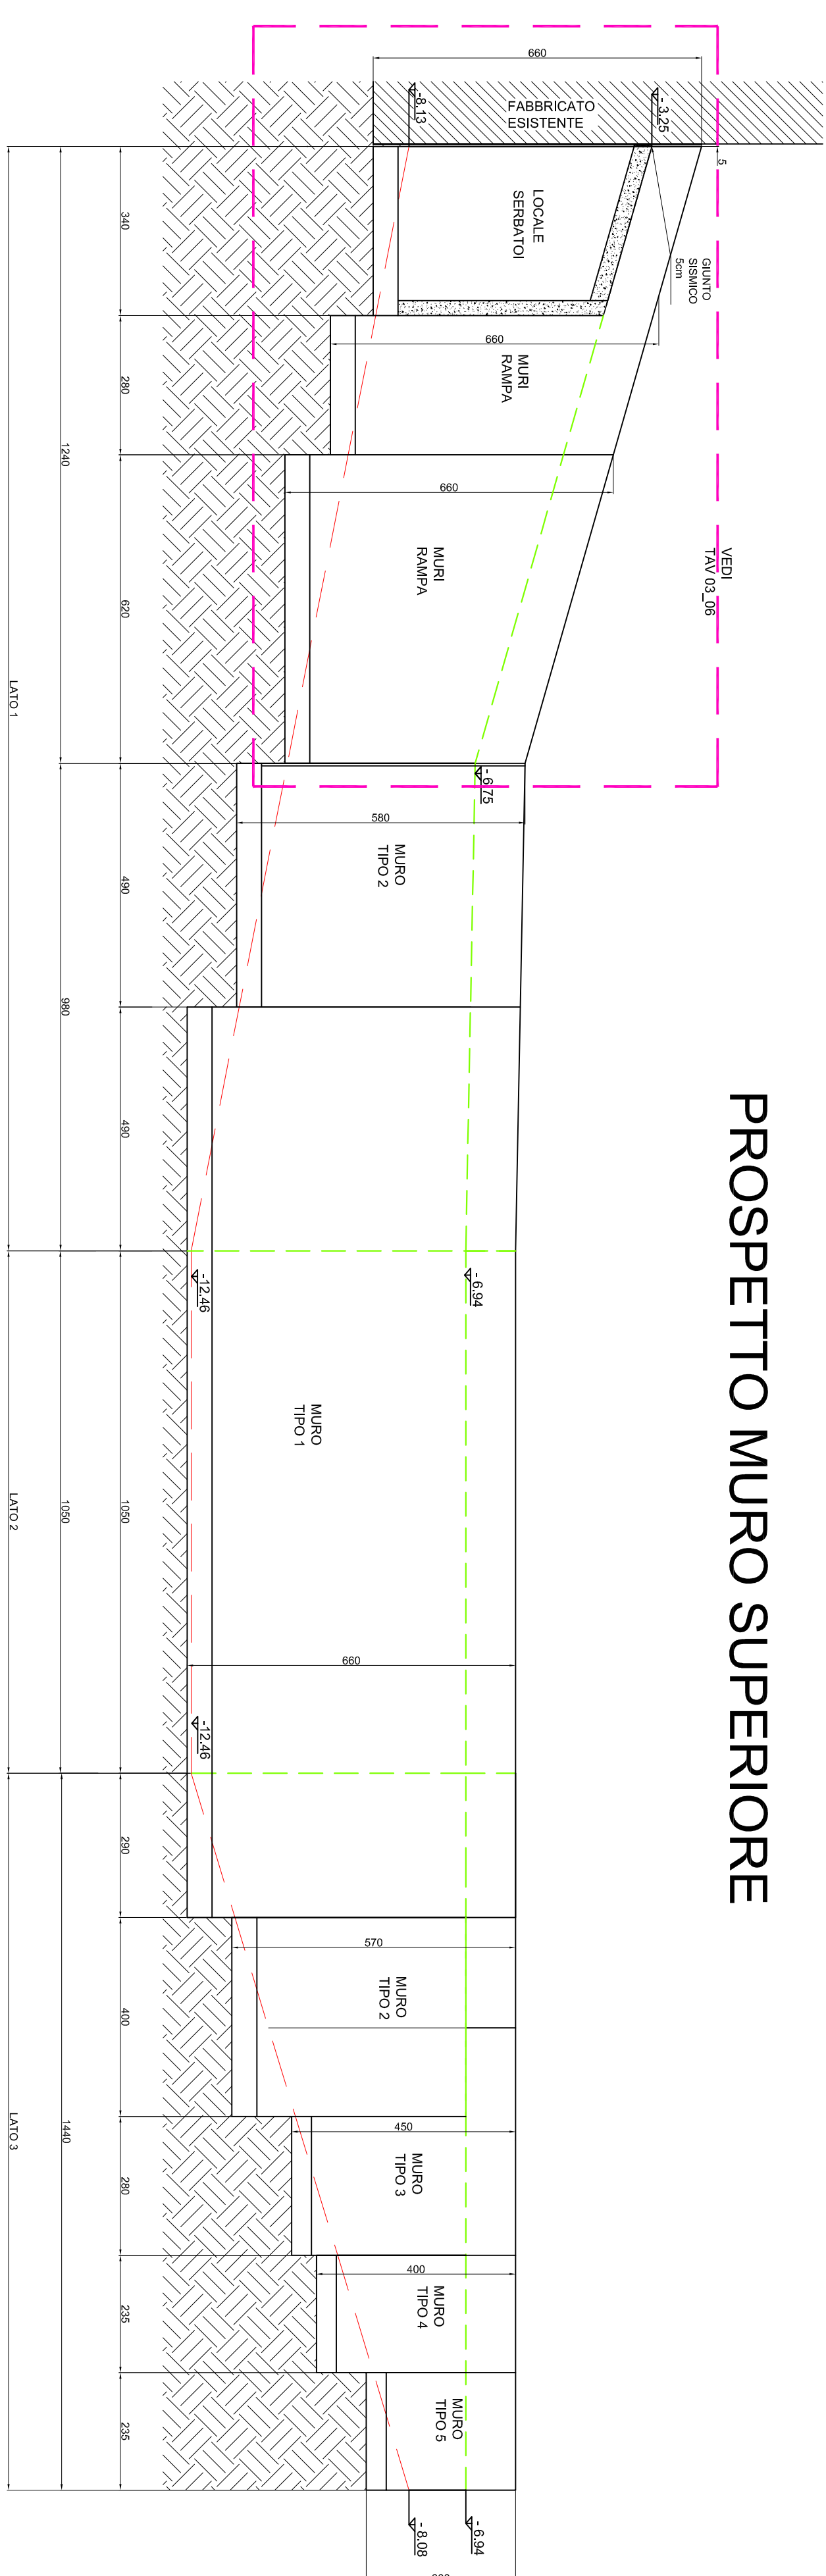 PROSPETTO MURO SUPERIORE
660
FABBRICATO
ESISTENTE
-8.13
- 3.25
5
GIUNTO
SISMICO
5cm
LOCALE
SERBATOI
660
MURI
RAMPA
660
MURI
RAMPA
VEDI
TAV 03_06
- 6.75
580
MURO
TIPO 2
- 6.94
-12.46
MURO
TIPO 1
660
-12.46
570
MURO
TIPO 2
450
MURO
TIPO 3
400
MURO
TIPO 4
MURO
TIPO 5
- 6.94
- 8.08
340
280
620
490
490
1050
290
400
280
235
235
1240
980
1050
1440
LATO 1
LATO 2
LATO 3